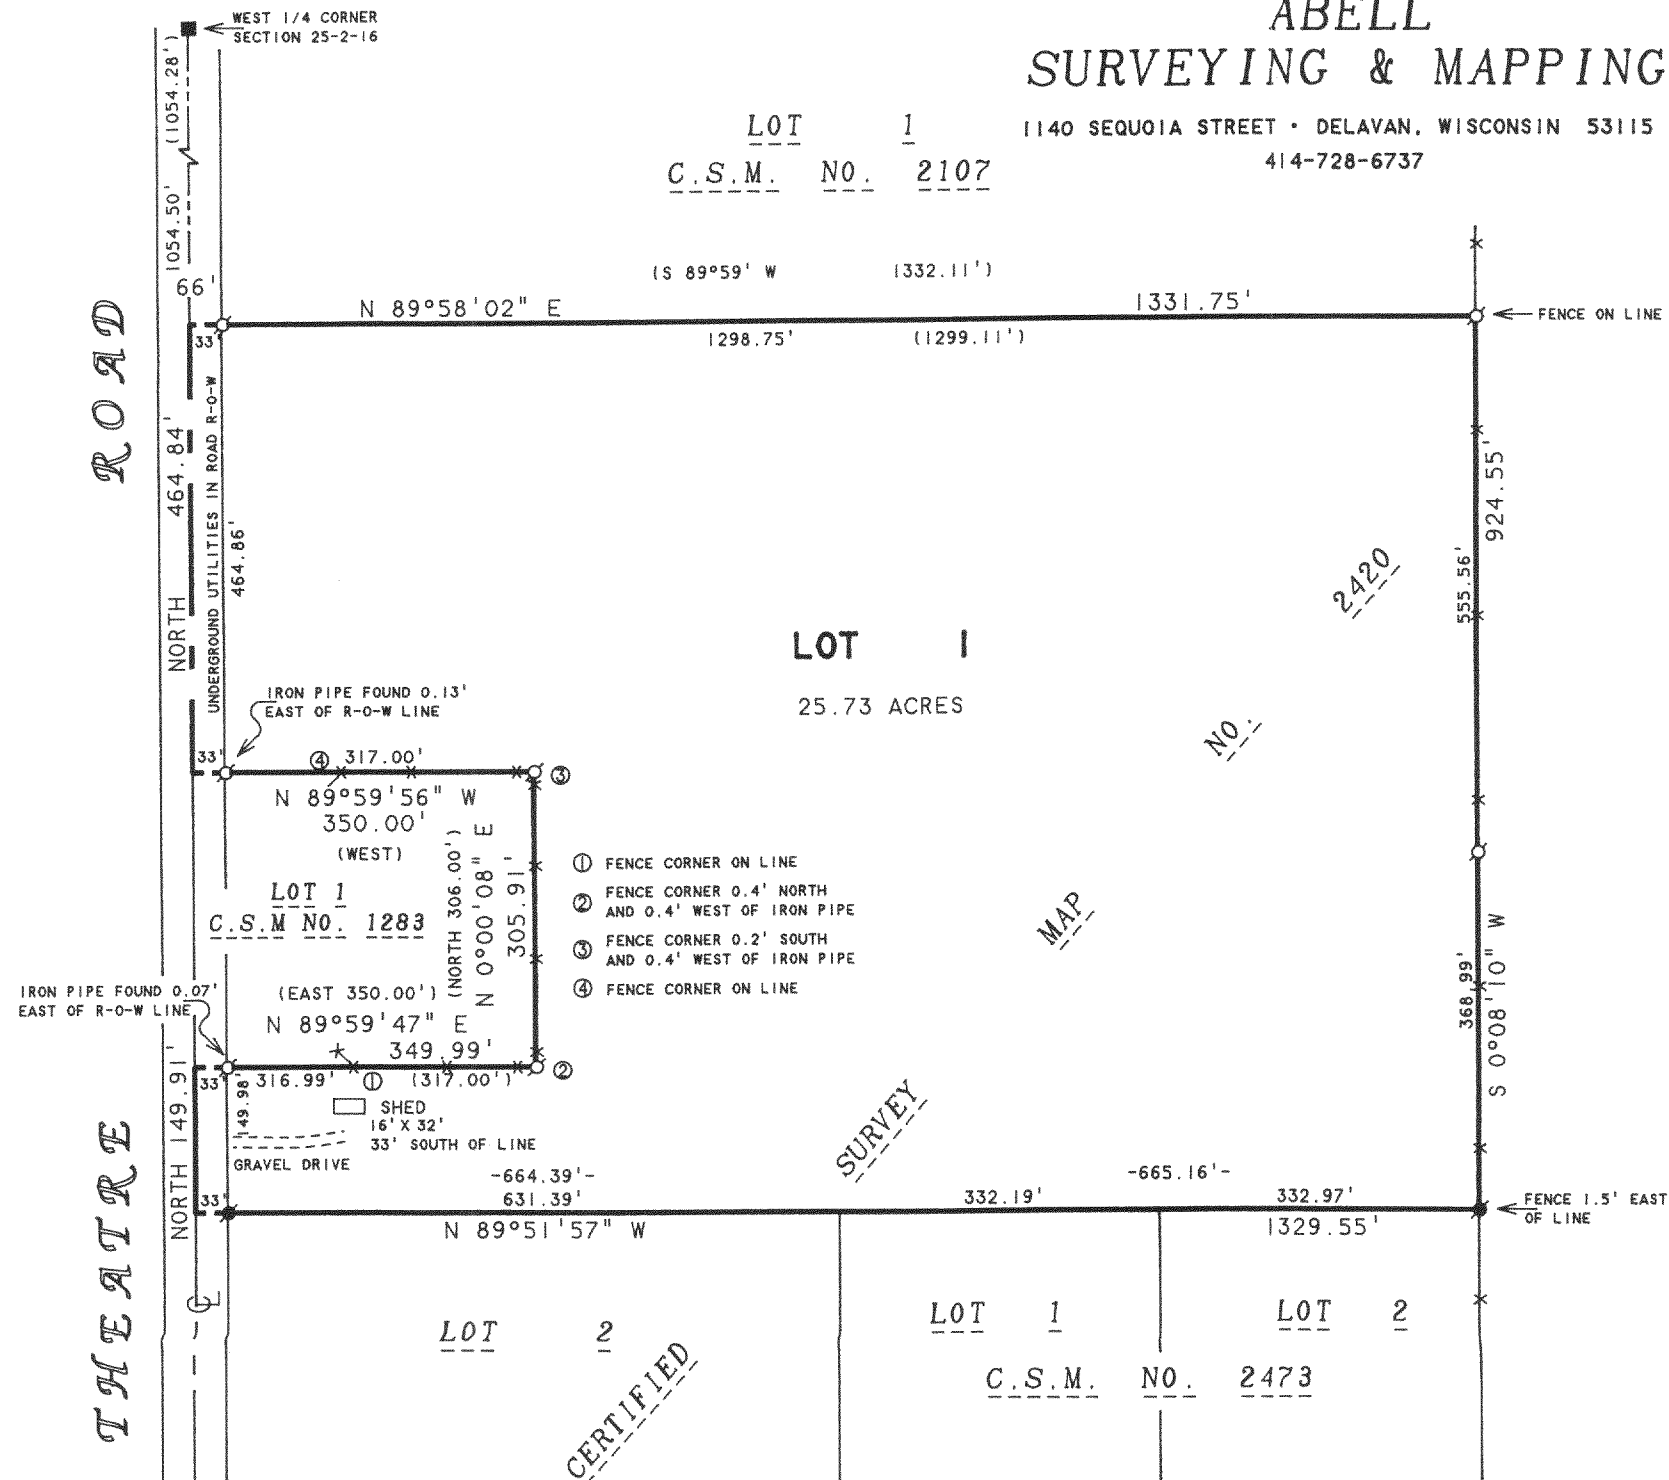 WEST 1/4 CORNER
SECTION 25-2-16
ABELL
SURVEYING & MAPPING
1140 SEQUOIA STREET • DELAVAN, WISCONSIN 53115
414-728-6737
(1054.28')
1054.50'
LOT 1
C.S.M. NO. 2107
66'
(S 89°59' W 1332.11')
N 89°58'02" E 1331.75'
1298.75' (1299.11')
FENCE ON LINE
33'
ROAD
NORTH 464.84'
UNDERGROUND UTILITIES IN ROAD R-O-W
464.86'
924.55'
555.56'
2420
LOT 1
25.73 ACRES
NO.
IRON PIPE FOUND 0.13'
EAST OF R-O-W LINE
33'
④ 317.00'
③
N 89°59'56" W
350.00'
(WEST)
(NORTH 306.00')
N 0°00'08" E
305.91'
LOT 1
C.S.M NO. 1283
① FENCE CORNER ON LINE
② FENCE CORNER 0.4' NORTH
AND 0.4' WEST OF IRON PIPE
③ FENCE CORNER 0.2' SOUTH
AND 0.4' WEST OF IRON PIPE
④ FENCE CORNER ON LINE
MAP
368.99'
S 0°08'10" W
IRON PIPE FOUND 0.07'
EAST OF R-O-W LINE
(EAST 350.00')
N 89°59'47" E
349.99'
②
33' 316.99' ① (317.00')
149.98'
NORTH 149.91'
SHED
16' X 32'
33' SOUTH OF LINE
GRAVEL DRIVE
SURVEY
THEATRE
33'
-664.39'-
631.39'
N 89°51'57" W
332.19'
-665.16'-
332.97'
1329.55'
FENCE 1.5' EAST
OF LINE
LOT 2
LOT 1
LOT 2
C.S.M. NO. 2473
CERTIFIED